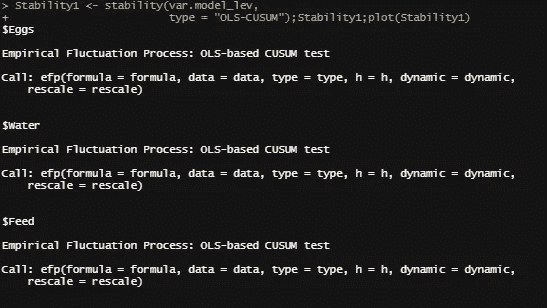 > Stability1 <- stability(var.model_lev,
+ type = "OLS-CUSUM");Stability1;plot(Stability1)
$Eggs
Empirical Fluctuation Process: OLS-based CUSUM test
Call: efp(formula = formula, data = data, type = type, h = h, dynamic = dynamic,
rescale = rescale)
$Water
Empirical Fluctuation Process: OLS-based CUSUM test
Call: efp(formula = formula, data = data, type = type, h = h, dynamic = dynamic,
rescale = rescale)
$Feed
Empirical Fluctuation Process: OLS-based CUSUM test
Call: efp(formula = formula, data = data, type = type, h = h, dynamic = dynamic,
rescale = rescale)